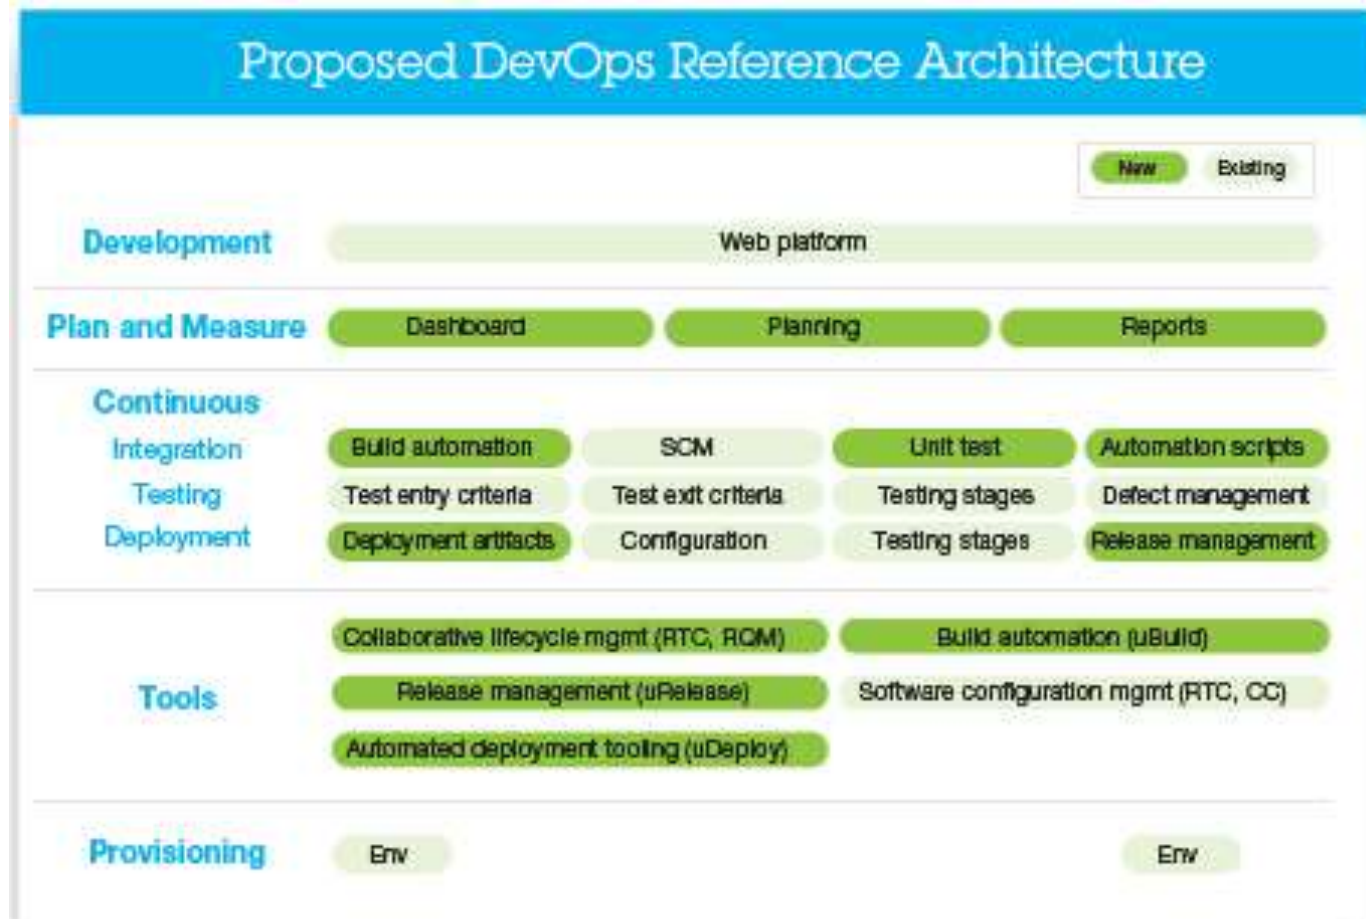 Proposed DevOps Reference Architecture
New Existing
Development Web platform
Plan and Measure Dashboard Planning Reports
Continuous
Integration Build automation SCM Unit test Automation scripts
Testing Test entry criteria Test exit criteria Testing stages Defect management
Deployment Deployment artifacts Configuration Testing stages Release management
Collaborative lifecycle mgmt (RTC, RQM) Build automation (uBuild)
Tools Release management (uRelease) Software configuration mgmt (RTC, CC)
Automated deployment tooling (uDeploy)
Provisioning Env Env